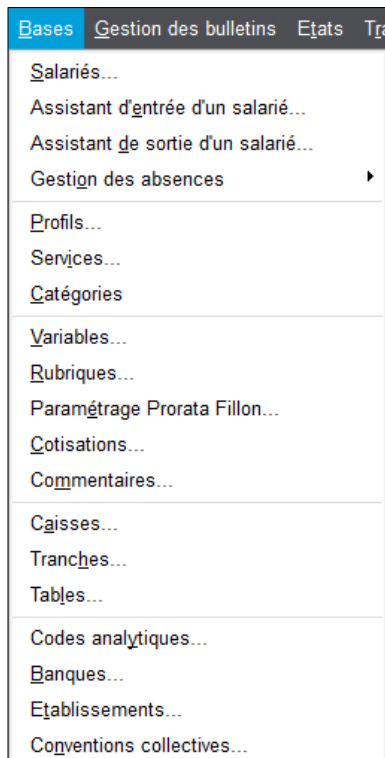 Bases Gestion des bulletins Etats
Salariés...
Assistant d'entrée d'un salarié...
Assistant de sortie d'un salarié...
Gestion des absences
Profils...
Services...
Catégories
Variables...
Rubriques...
Paramétrage Prorata Fillon...
Cotisations...
Commentaires...
Caisses...
Tranches...
Tables...
Codes analytiques...
Banques...
Etablissements...
Conventions collectives...